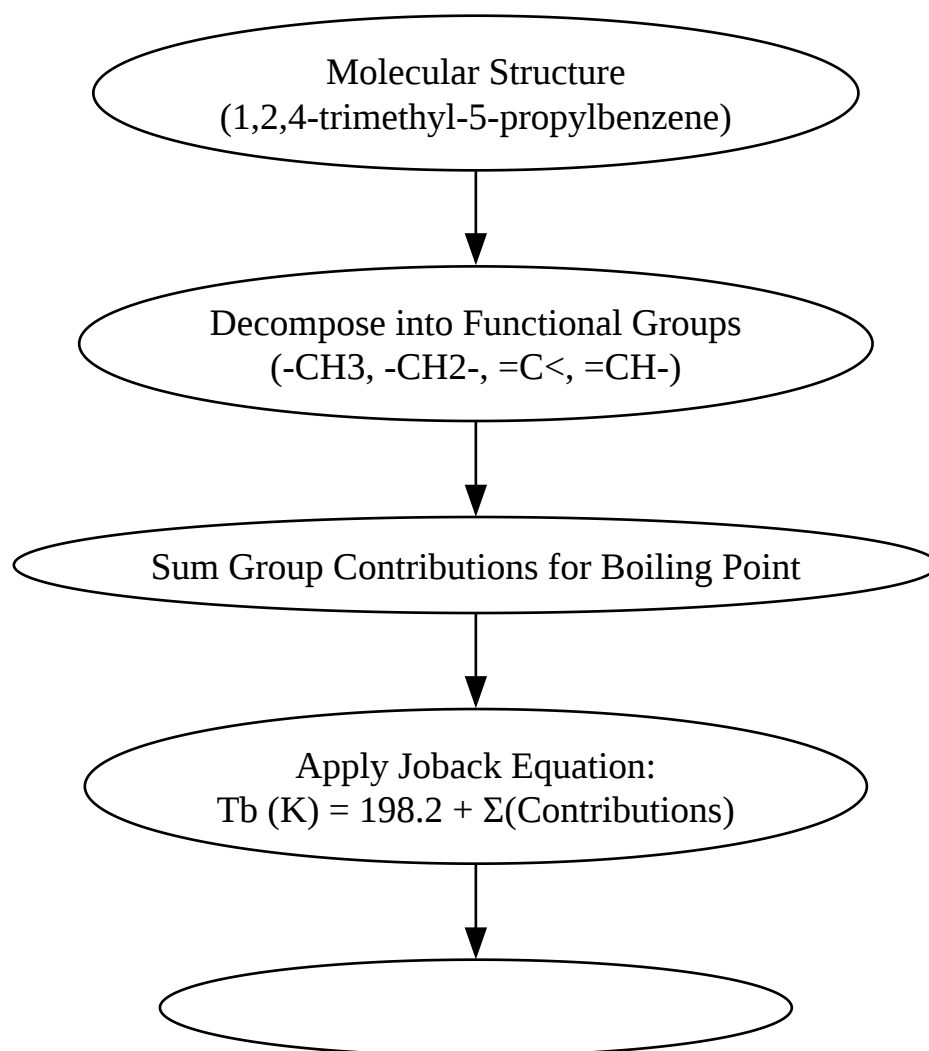 Molecular Structure
(1,2,4-trimethyl-5-propylbenzene)
Decompose into Functional Groups
(-CH3, -CH2-, =C<, =CH-)
Sum Group Contributions for Boiling Point
Apply Joback Equation:
Tb (K) = 198.2 + Σ(Contributions)